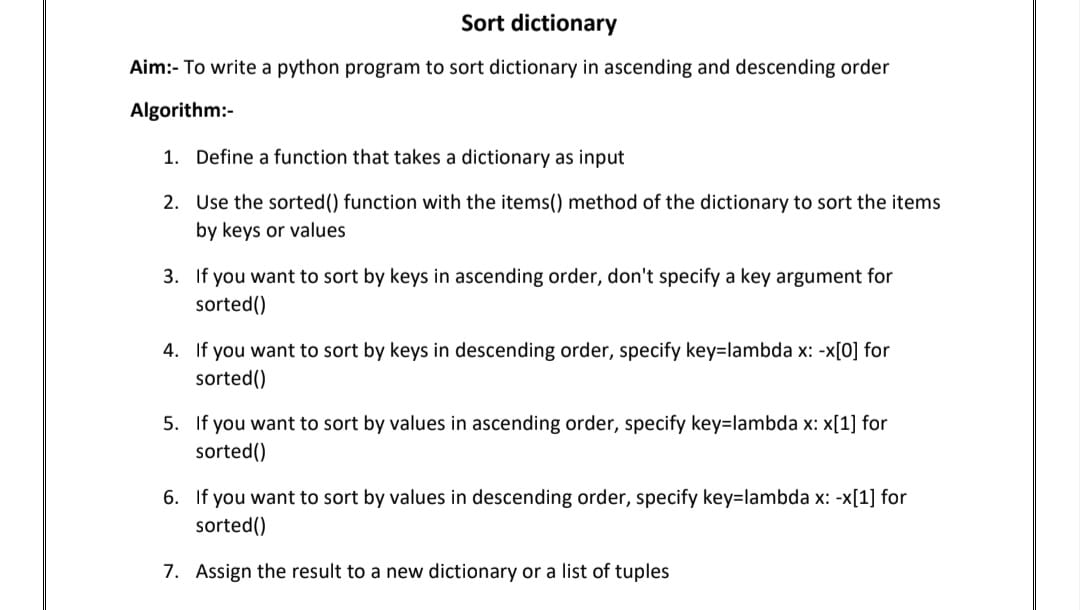 Sort dictionary
Aim:- To write a python program to sort dictionary in ascending and descending order
Algorithm:-
1. Define a function that takes a dictionary as input
2. Use the sorted() function with the items() method of the dictionary to sort the items
by keys or values
3. If you want to sort by keys in ascending order, don't specify a key argument for
sorted()
4. If you want to sort by keys in descending order, specify key=lambda x: -x[0] for
sorted()
5. If you want to sort by values in ascending order, specify key=lambda x: x[1] for
sorted()
6. If you want to sort by values in descending order, specify key=lambda x: -x[1] for
sorted()
7. Assign the result to a new dictionary or a list of tuples